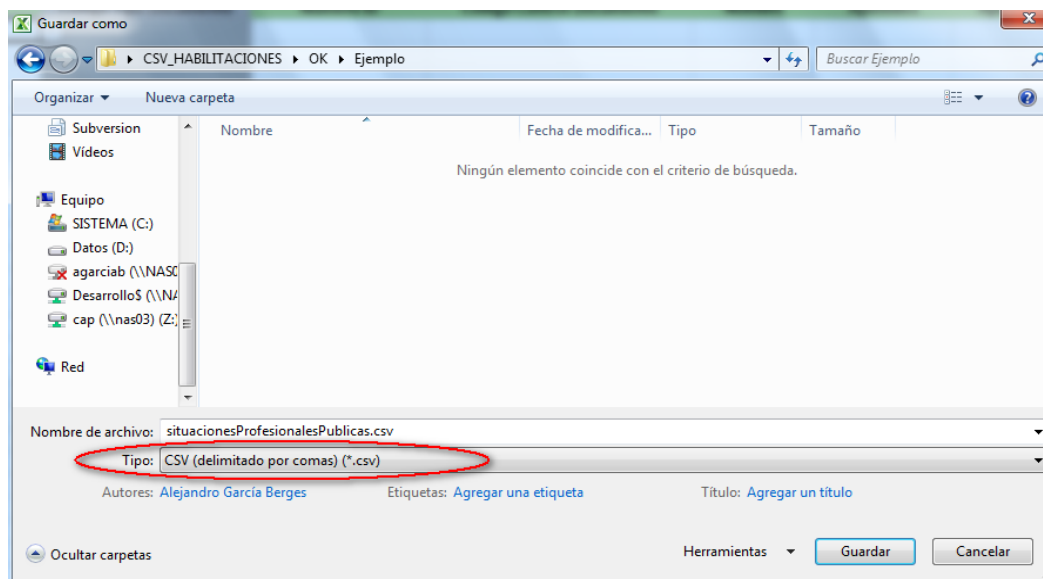 Guardar como
CSV_HABILITACIONES OK Ejemplo
Buscar Ejemplo
Organizar Nueva carpeta
Subversion
Vídeos
Equipo
SISTEMA (C:)
Datos (D:)
agarciab (\\NAS0
Desarrollo$ (\\NA
cap (\\nas03) (Z:)
Red
Nombre Fecha de modifica... Tipo Tamaño
Ningún elemento coincide con el criterio de búsqueda.
Nombre de archivo: situacionesProfesionalesPublicas.csv
Tipo: CSV (delimitado por comas) (*.csv)
Autores: Alejandro García Berges Etiquetas: Agregar una etiqueta Título: Agregar un título
Ocultar carpetas Herramientas Guardar Cancelar